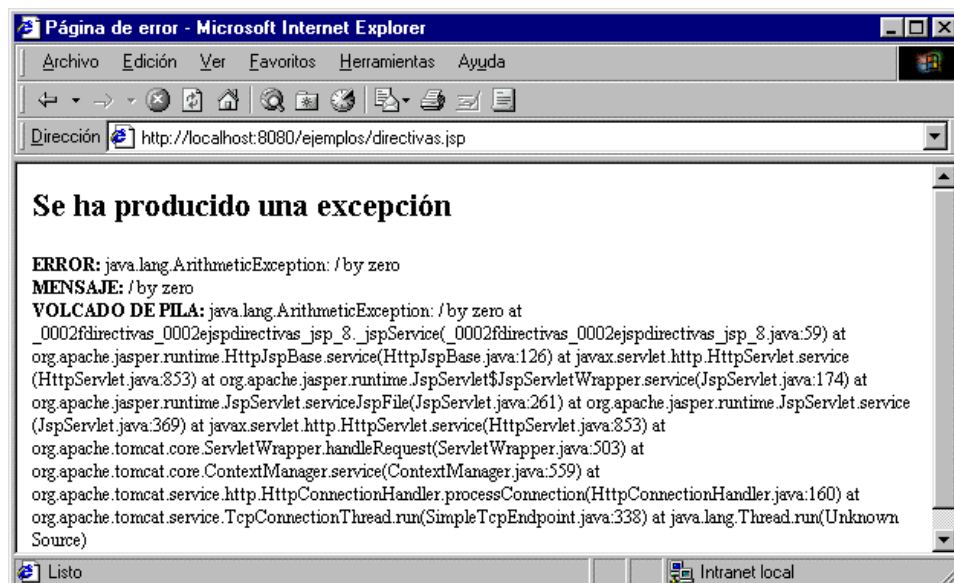 Página de error - Microsoft Internet Explorer
Archivo Edición Ver Favoritos Herramientas Ayuda
Dirección http://localhost:8080/ejemplos/directivas.jsp
Se ha producido una excepción
ERROR: java.lang.ArithmeticException: / by zero
MENSAJE: / by zero
VOLCADO DE PILA: java.lang.ArithmeticException: / by zero at
_0002fdirectivas_0002ejspdirectivas_jsp_8._jspService(_0002fdirectivas_0002ejspdirectivas_jsp_8.java:59) at
org.apache.jasper.runtime.HttpJspBase.service(HttpJspBase.java:126) at javax.servlet.http.HttpServlet.service
(HttpServlet.java:853) at org.apache.jasper.runtime.JspServlet$JspServletWrapper.service(JspServlet.java:174) at
org.apache.jasper.runtime.JspServlet.serviceJspFile(JspServlet.java:261) at org.apache.jasper.runtime.JspServlet.service
(JspServlet.java:369) at javax.servlet.http.HttpServlet.service(HttpServlet.java:853) at
org.apache.tomcat.core.ServletWrapper.handleRequest(ServletWrapper.java:503) at
org.apache.tomcat.core.ContextManager.service(ContextManager.java:559) at
org.apache.tomcat.service.http.HttpConnectionHandler.processConnection(HttpConnectionHandler.java:160) at
org.apache.tomcat.service.TcpConnectionThread.run(SimpleTcpEndpoint.java:338) at java.lang.Thread.run(Unknown
Source)
Listo
Intranet local